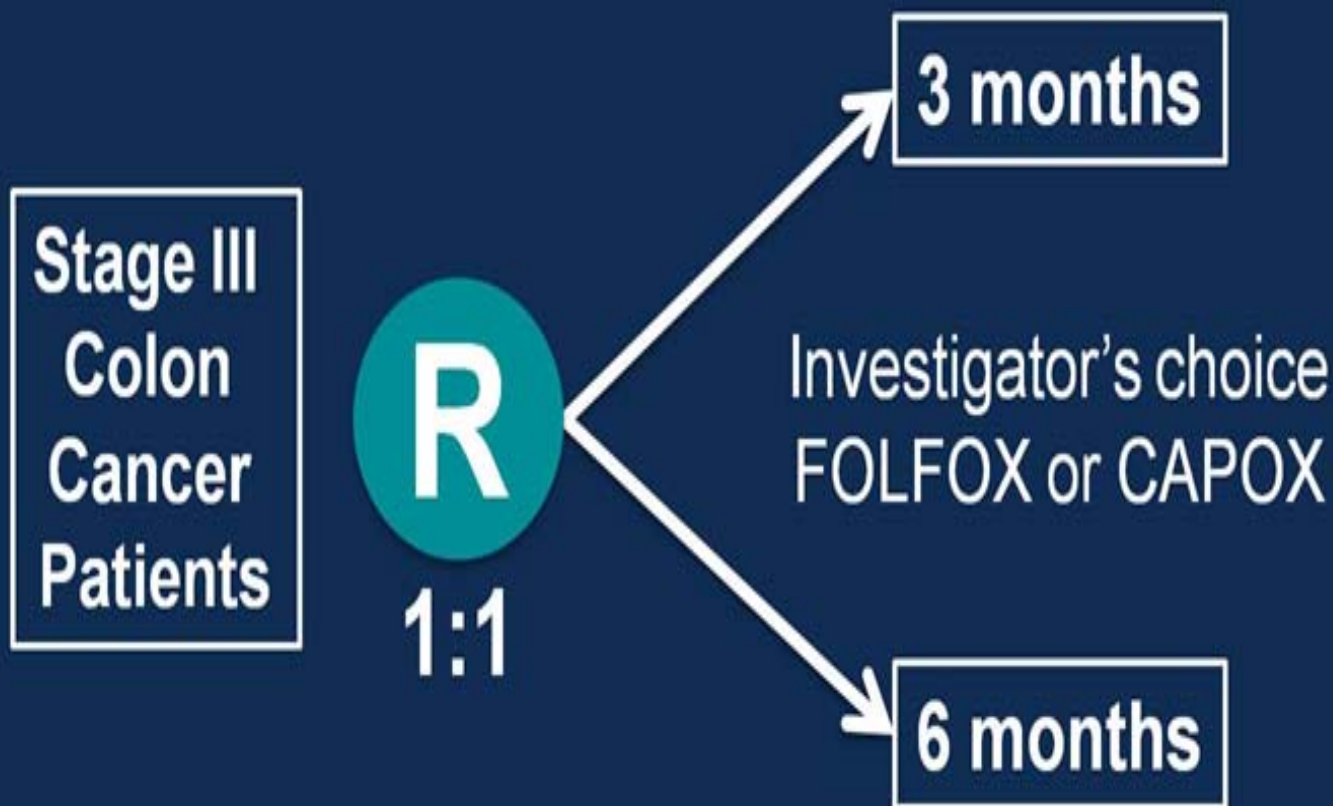 Stage III
Colon
Cancer
Patients
R
1:1
3 months
Investigator’s choice
FOLFOX or CAPOX
6 months